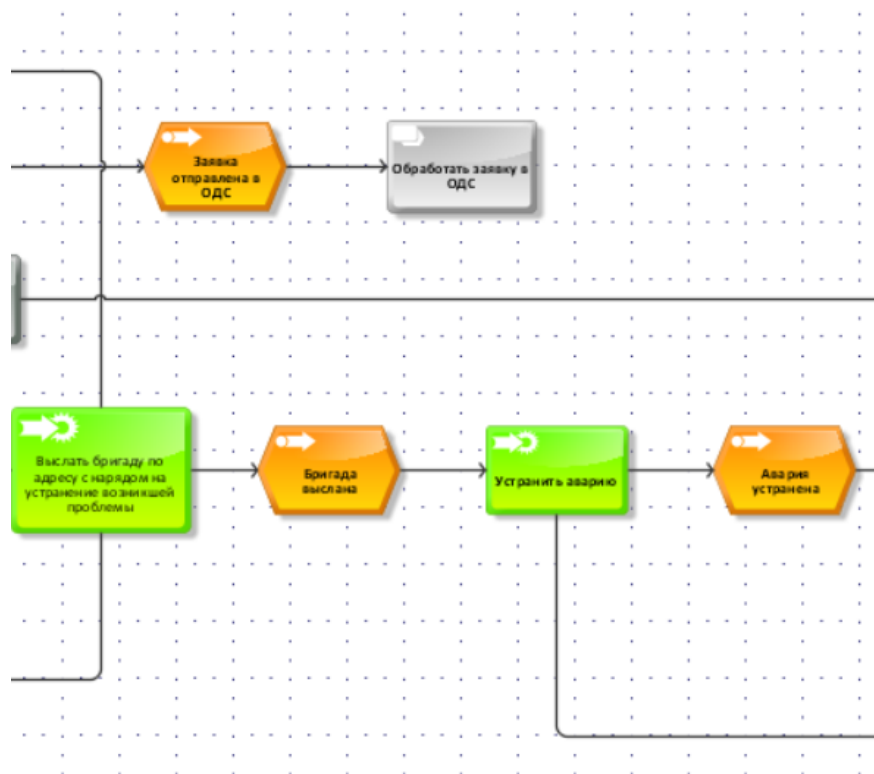 Заявка
отправлена в
ОДС
Обработать заявку в
ОДС
Выслать бригаду по
адресу с нарядом на
устранение возникшей
проблемы
Бригада
выслана
Устранить аварию
Авария
устранена